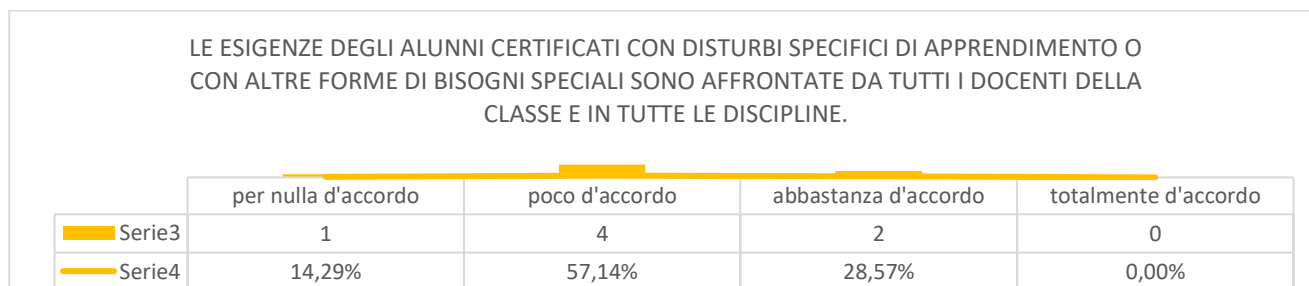 LE ESIGENZE DEGLI ALUNNI CERTIFICATI CON DISTURBI SPECIFICI DI APPRENDIMENTO O
CON ALTRE FORME DI BISOGNI SPECIALI SONO AFFRONTATE DA TUTTI I DOCENTI DELLA
CLASSE E IN TUTTE LE DISCIPLINE.
per nulla d'accordo poco d'accordo abbastanza d'accordo totalmente d'accordo
Serie3 1 4 2 0
Serie4 14,29% 57,14% 28,57% 0,00%